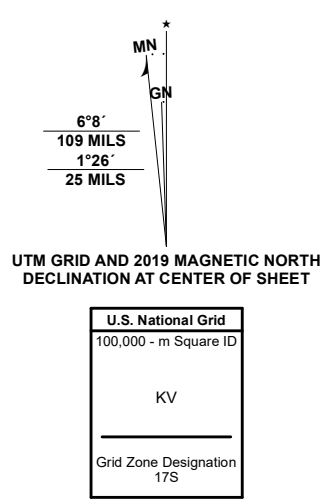 MN
GN
6°8´
109 MILS
1°26´
25 MILS
UTM GRID AND 2019 MAGNETIC NORTH
DECLINATION AT CENTER OF SHEET
U.S. National Grid
100,000 - m Square ID
KV
Grid Zone Designation
17S